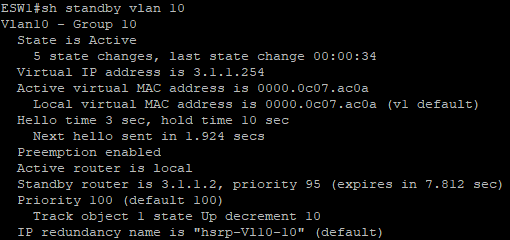 ESW1#sh standby vlan 10
Vlan10 - Group 10
  State is Active
    5 state changes, last state change 00:00:34
  Virtual IP address is 3.1.1.254
  Active virtual MAC address is 0000.0c07.ac0a
    Local virtual MAC address is 0000.0c07.ac0a (v1 default)
  Hello time 3 sec, hold time 10 sec
    Next hello sent in 1.924 secs
  Preemption enabled
  Active router is local
  Standby router is 3.1.1.2, priority 95 (expires in 7.812 sec)
  Priority 100 (default 100)
    Track object 1 state Up decrement 10
  IP redundancy name is "hsrp-Vl10-10" (default)